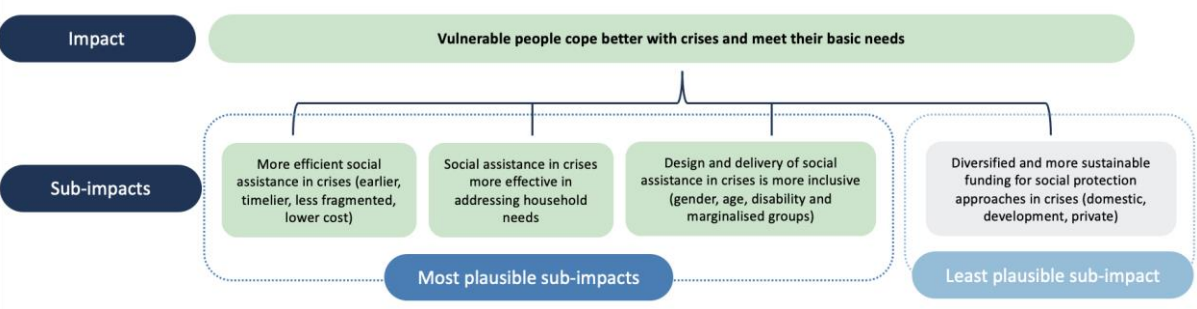 Impact
Vulnerable people cope better with crises and meet their basic needs
Sub-impacts
More efficient social
assistance in crises (earlier,
timelier, less fragmented,
lower cost)
Social assistance in crises
more effective in
addressing household
needs
Design and delivery of social
assistance in crises is more inclusive
(gender, age, disability and
marginalised groups)
Diversified and more sustainable
funding for social protection
approaches in crises (domestic,
development, private)
Most plausible sub-impacts
Least plausible sub-impact